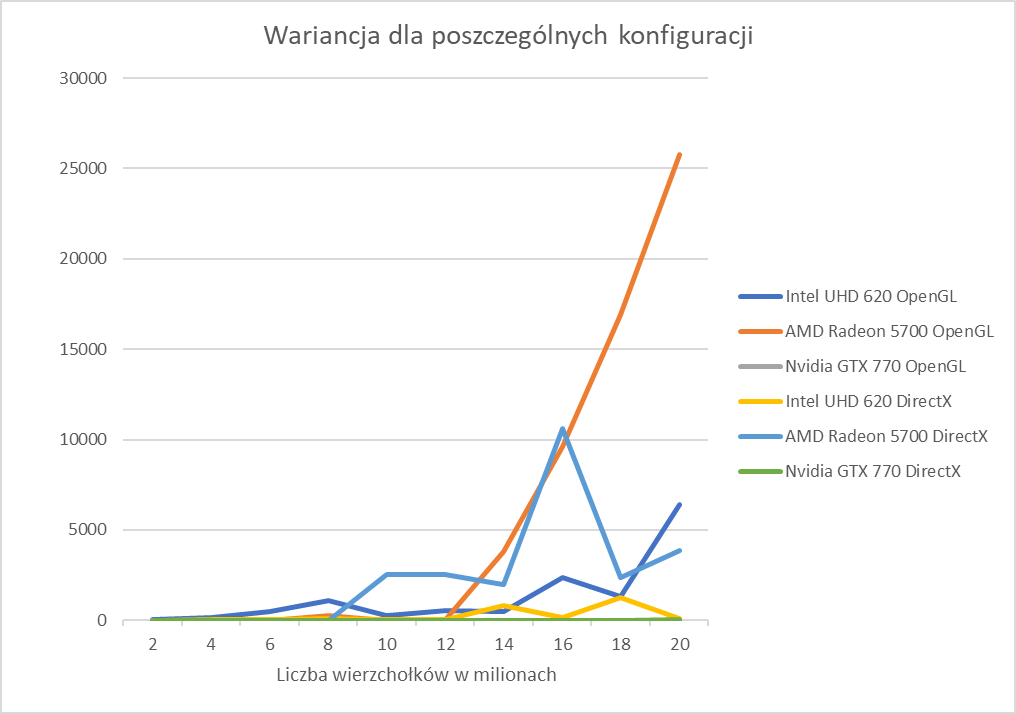 Wariancja dla poszczególnych konfiguracji
30000
25000
20000
15000
10000
5000
0
2 4 6 8 10 12 14 16 18 20
Liczba wierzchołków w milionach
Intel UHD 620 OpenGL
AMD Radeon 5700 OpenGL
Nvidia GTX 770 OpenGL
Intel UHD 620 DirectX
AMD Radeon 5700 DirectX
Nvidia GTX 770 DirectX